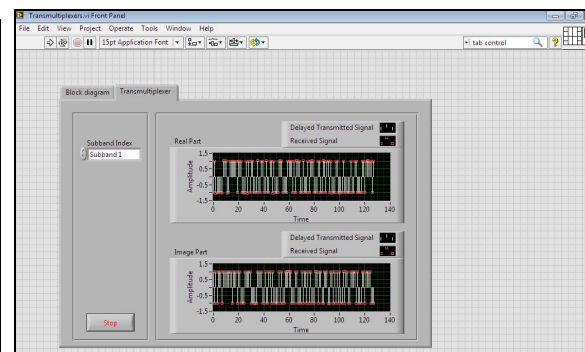 Transmultiplexers.vi Front Panel
File Edit View Project Operate Tools Window Help
15pt Application Font
tab control
Block diagram Transmultiplexer
Subband Index
Subband 1
Delayed Transmitted Signal
Received Signal
Real Part
Amplitude
1.5
0.5
-0.5
-1.5
0 20 40 60 80 100 120 140
Time
Delayed Transmitted Signal
Received Signal
Image Part
Amplitude
1.5
0.5
-0.5
-1.5
0 20 40 60 80 100 120 140
Time
Stop